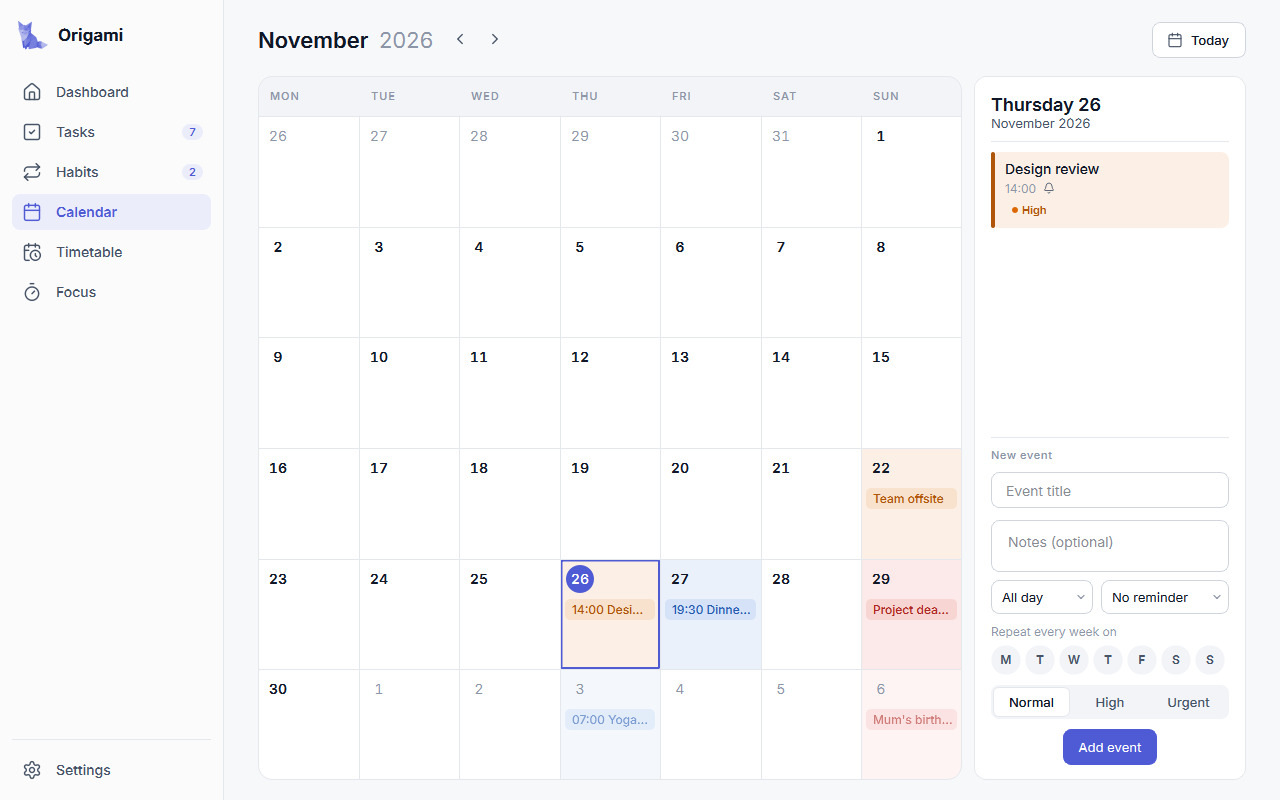 Origami
Dashboard
Tasks 7
Habits 2
Calendar
Timetable
Focus
Settings
November 2026
Today
MON TUE WED THU FRI SAT SUN
26 27 28 29 30 31 1
2 3 4 5 6 7 8
9 10 11 12 13 14 15
16 17 18 19 20 21 22
Team offsite
23 24 25 26 27 28 29
14:00 Desi... 19:30 Dinne... Project dea...
30 1 2 3 4 5 6
07:00 Yoga... Mum's birth...
Thursday 26
November 2026
Design review
14:00
High
New event
Event title
Notes (optional)
All day No reminder
Repeat every week on
M T W T F S S
Normal High Urgent
Add event